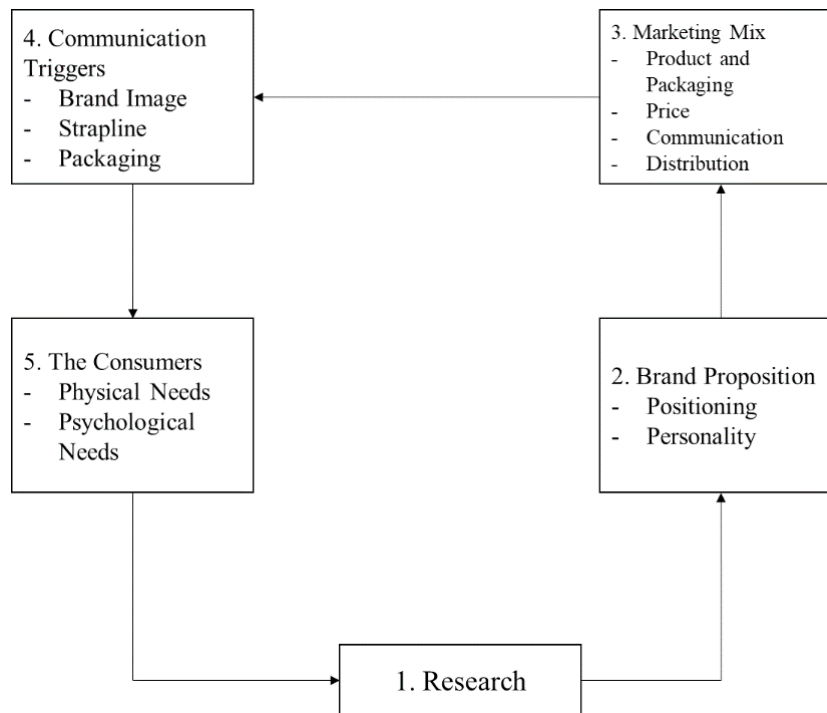 4. Communication
Triggers
- Brand Image
- Strapline
- Packaging
3. Marketing Mix
- Product and
Packaging
- Price
- Communication
- Distribution
5. The Consumers
- Physical Needs
- Psychological
Needs
2. Brand Proposition
- Positioning
- Personality
1. Research